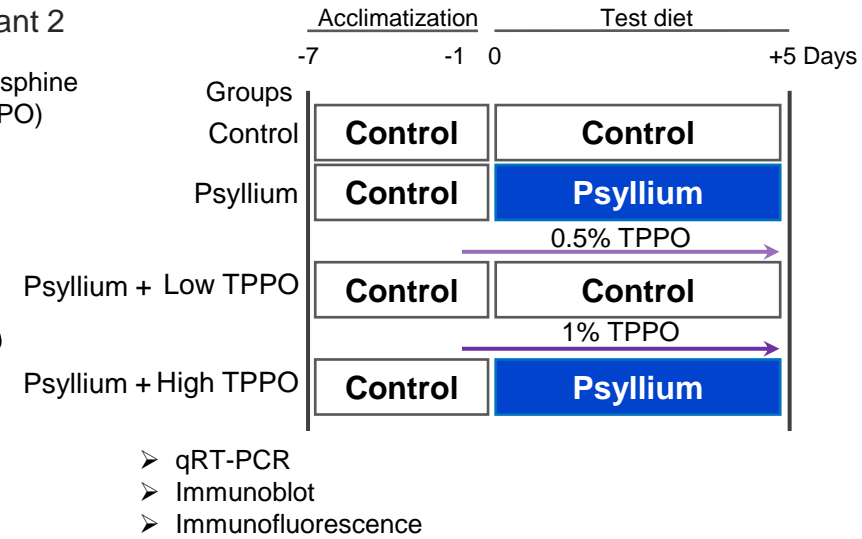 ant 2
Acclimatization Test diet
-7 -1 0 +5 Days
sphine
PO)
Groups
Control Control Control
Psyllium Control Psyllium
0.5% TPPO
Psyllium + Low TPPO Control Control
1% TPPO
)
Psyllium + High TPPO Control Psyllium
➢ qRT-PCR
➢ Immunoblot
➢ Immunofluorescence